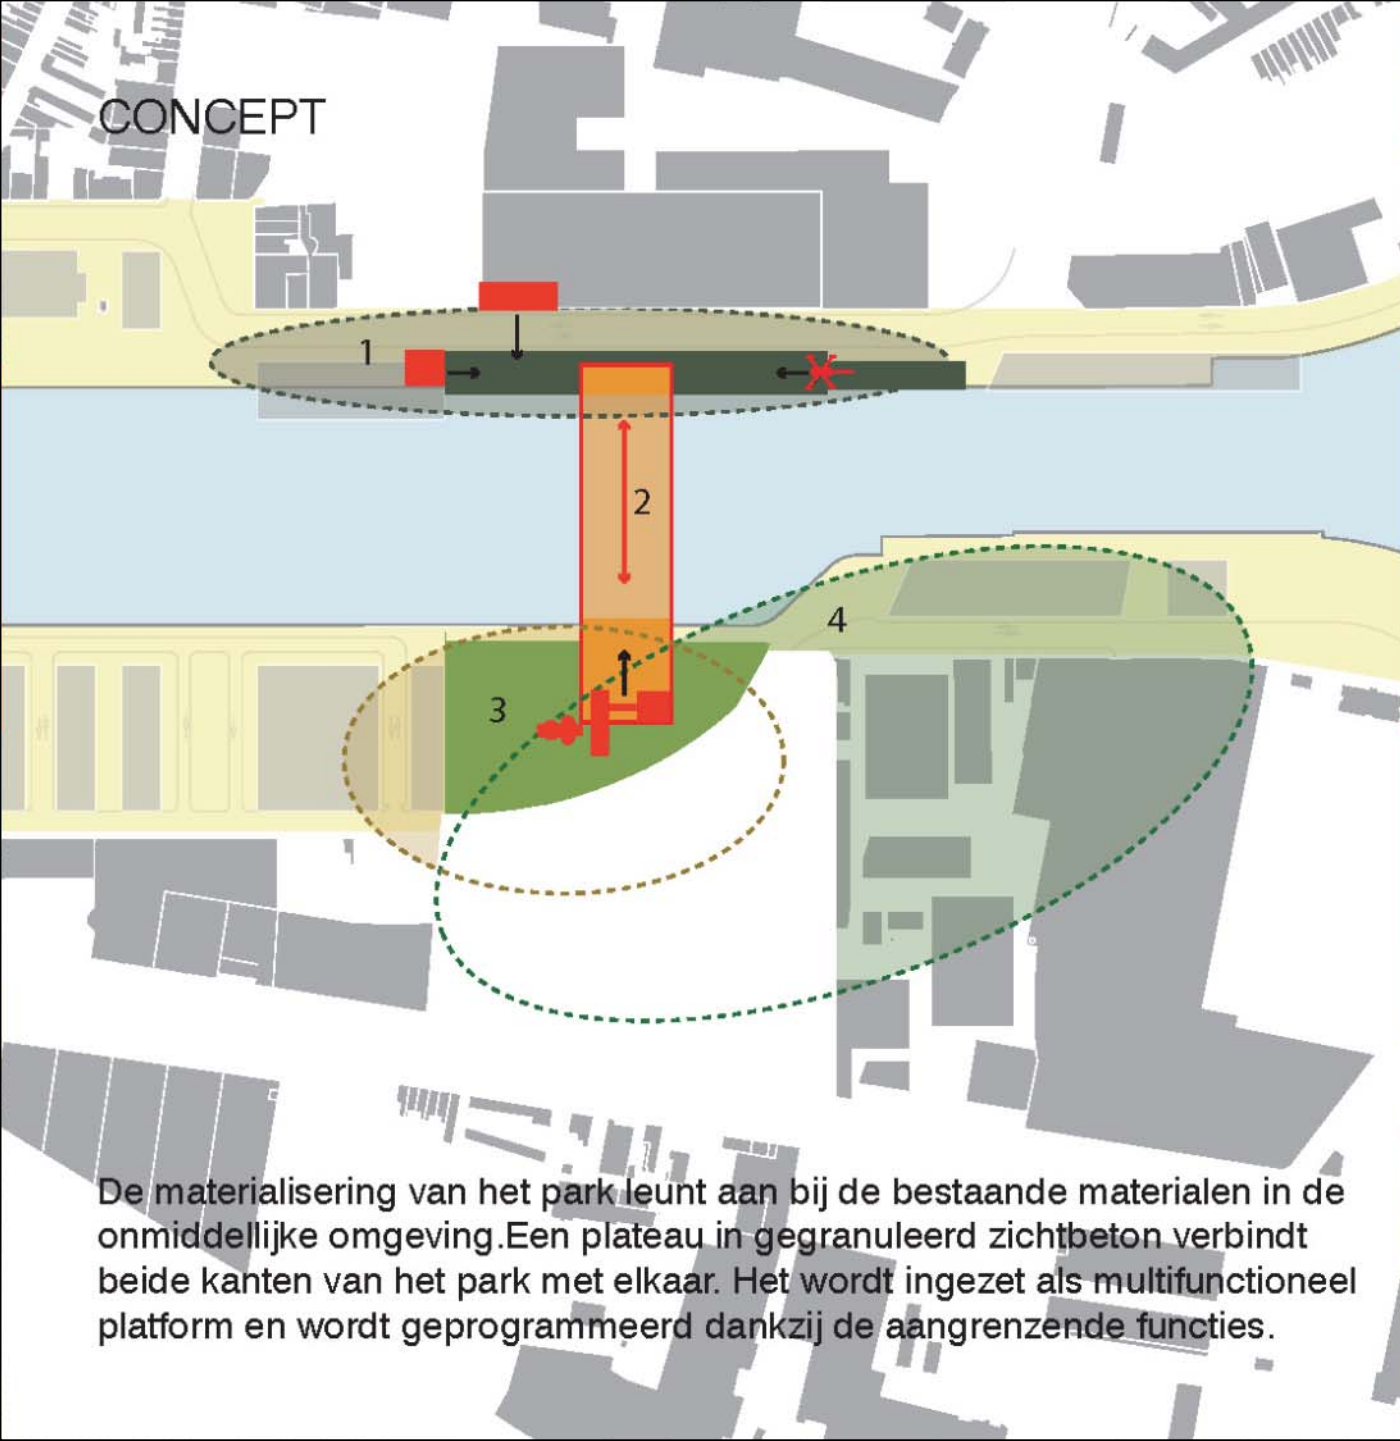 CONCEPT
1
2
4
3
De materialisering van het park leunt aan bij de bestaande materialen in de
onmiddellijke omgeving.Een plateau in gegranuleerd zichtbeton verbindt
beide kanten van het park met elkaar. Het wordt ingezet als multifunctioneel
platform en wordt geprogrammeerd dankzij de aangrenzende functies.